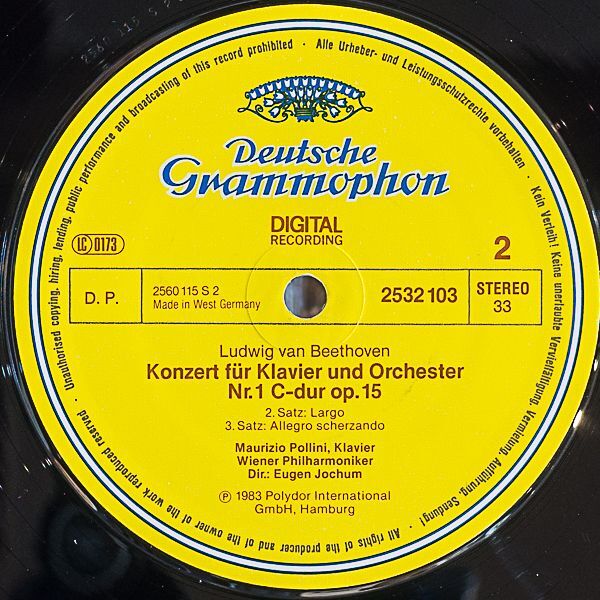 2560 115 S 2
Unauthorised copying, hiring, lending, public performance and broadcasting of this record prohibited · Alle Urheber- und Leistungsschutzrechte vorbehalten · Kein Verleih! Keine unerlaubte Vervielfältigung, Vermietung, Aufführung, Sendung!
Deutsche
Grammophon
DIGITAL
RECORDING
LC 0173
2
D. P.
2560 115 S 2
Made in West Germany
2532 103
STEREO
33
Ludwig van Beethoven
Konzert für Klavier und Orchester
Nr.1 C-dur op.15
2. Satz: Largo
3. Satz: Allegro scherzando
Maurizio Pollini, Klavier
Wiener Philharmoniker
Dir.: Eugen Jochum
℗ 1983 Polydor International
GmbH, Hamburg
· All rights of the producer and of the owner of the work reproduced reserved ·